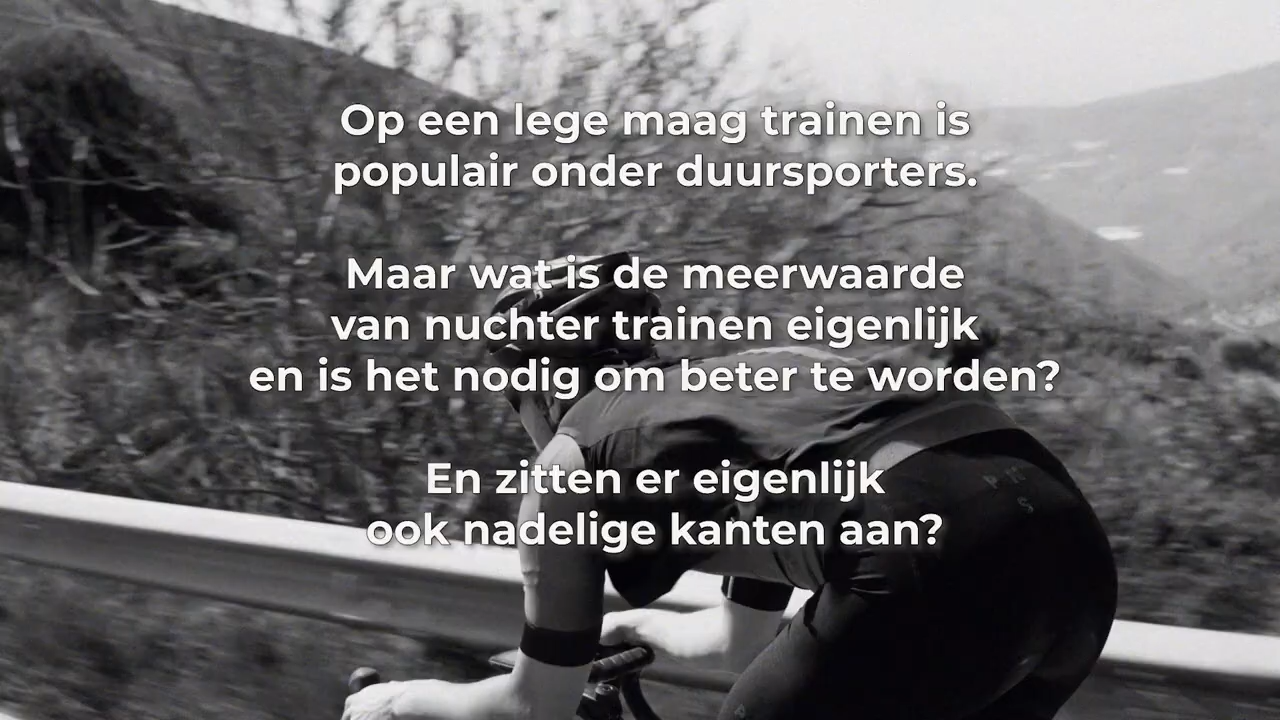 Op een lege maag trainen is
populair onder duursporters.
Maar wat is de meerwaarde
van nuchter trainen eigenlijk
en is het nodig om beter te worden?
En zitten er eigenlijk
ook nadelige kanten aan?